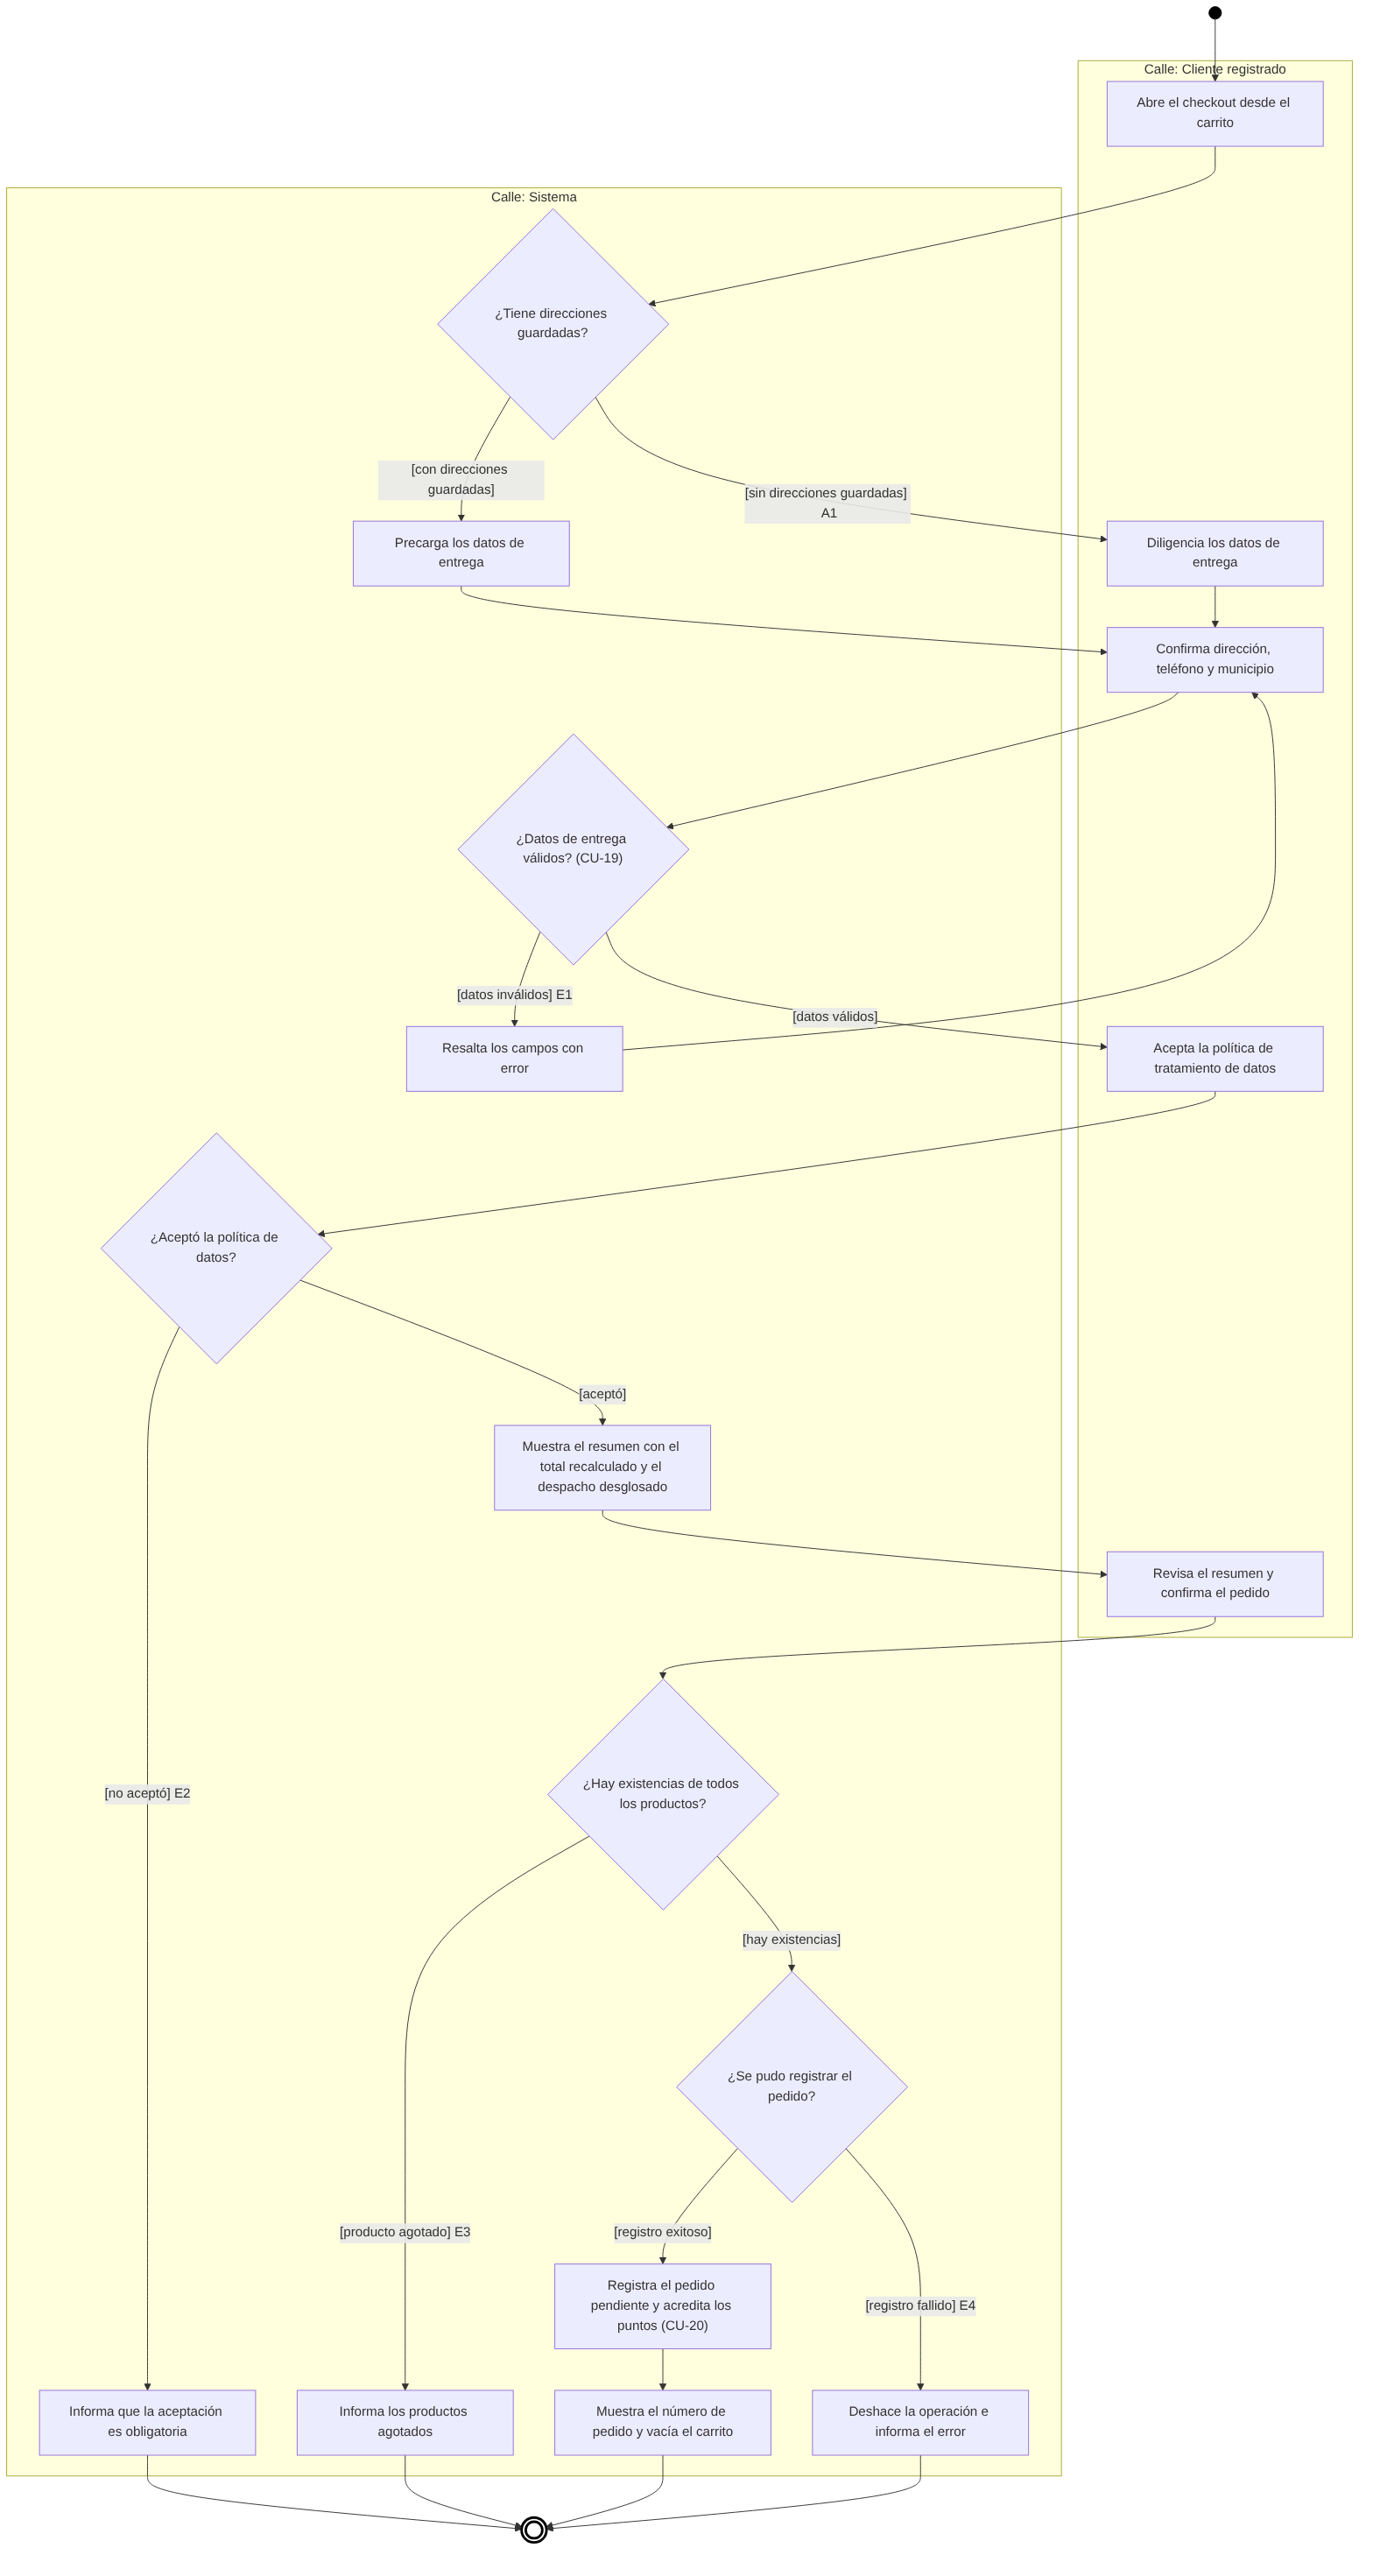 Calle: Cliente registrado
Abre el checkout desde el
carrito
Calle: Sistema
¿Tiene direcciones
guardadas?
[con direcciones
guardadas]
[sin direcciones guardadas]
A1
Precarga los datos de
entrega
Diligencia los datos de
entrega
Confirma dirección,
teléfono y municipio
¿Datos de entrega
válidos? (CU-19)
[datos inválidos] E1
[datos válidos]
Resalta los campos con
error
Acepta la política de
tratamiento de datos
¿Aceptó la política de
datos?
[aceptó]
Muestra el resumen con el
total recalculado y el
despacho desglosado
Revisa el resumen y
confirma el pedido
[no aceptó] E2
¿Hay existencias de todos
los productos?
[hay existencias]
¿Se pudo registrar el
pedido?
[producto agotado] E3
[registro exitoso]
Registra el pedido
pendiente y acredita los
puntos (CU-20)
[registro fallido] E4
Informa que la aceptación
es obligatoria
Informa los productos
agotados
Muestra el número de
pedido y vacía el carrito
Deshace la operación e
informa el error